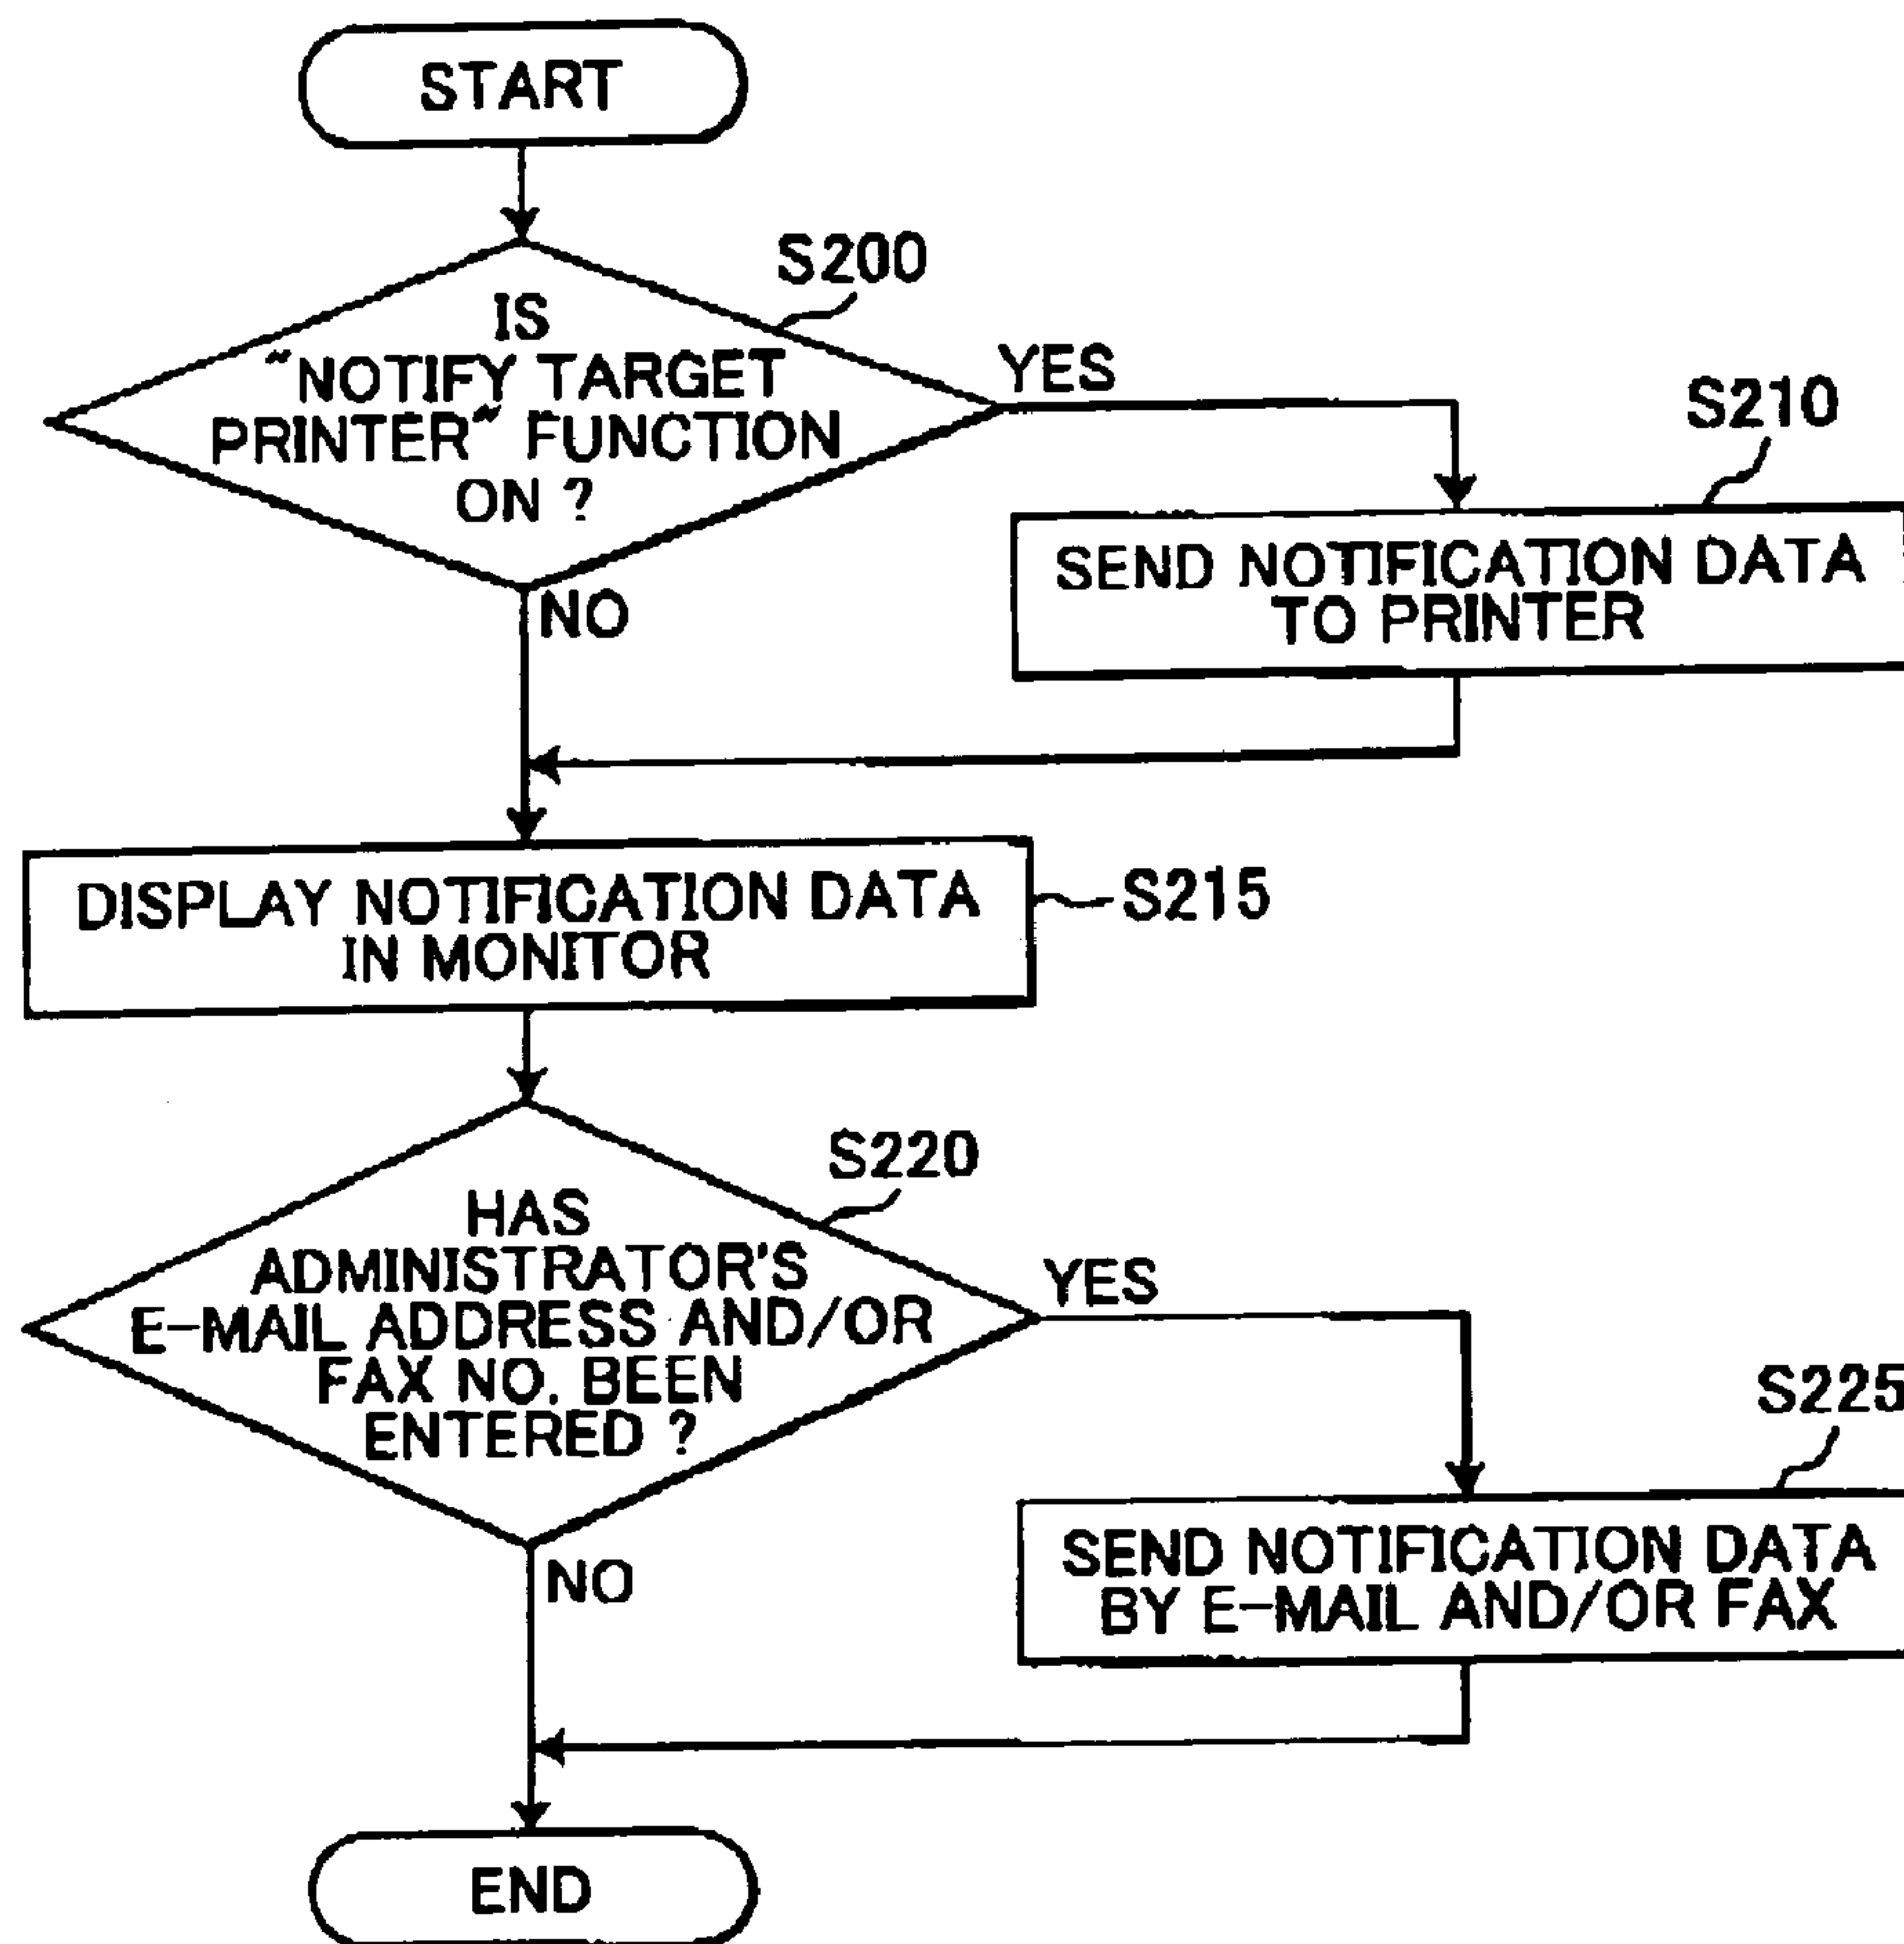 START
S200
IS
"NOTIFY TARGET
PRINTER" FUNCTION
ON ?
YES
NO
S210
SEND NOTIFICATION DATA
TO PRINTER
DISPLAY NOTIFICATION DATA
IN MONITOR
S215
S220
HAS
ADMINISTRATOR'S
E-MAIL ADDRESS AND/OR
FAX NO. BEEN
ENTERED ?
YES
NO
S225
SEND NOTIFICATION DATA
BY E-MAIL AND/OR FAX
END